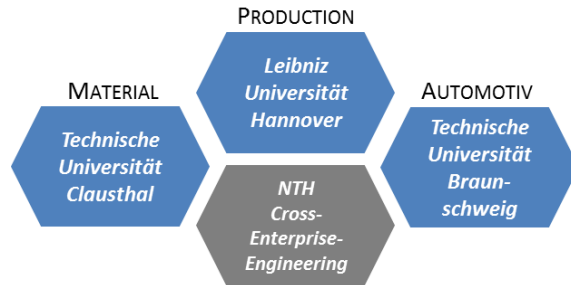 PRODUCTION
Leibniz
Universität
Hannover
MATERIAL
Technische
Universität
Clausthal
AUTOMOTIV
Technische
Universität
Braun-
schweig
NTH
Cross-
Enterprise-
Engineering